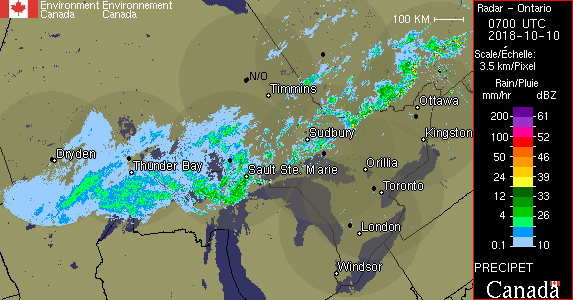 Environment Environnement
Canada Canada
100 KM
N/O
Timmins
Ottawa
Sudbury
Kingston
Dryden
Thunder Bay
Sault Ste. Marie
Orillia
Toronto
London
Windsor
Radar - Ontario
0700 UTC
2018-10-10
Scale/Échelle:
3.5 km/Pixel
Rain/Pluie
mm/hr dBZ
200 61
100 52
50 46
24 39
12 33
4 26
0.1 10
PRECIPET
Canada